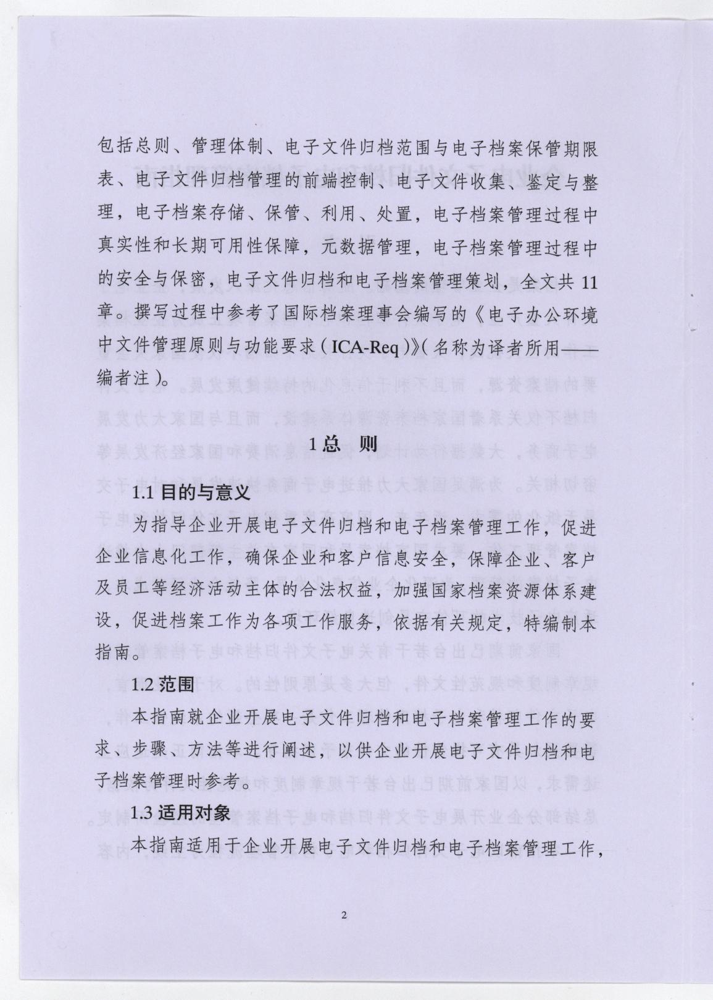 包括总则、管理体制、电子文件归档范围与电子档案保管期限
表、电子文件归档管理的前端控制、电子文件收集、鉴定与整
理，电子档案存储、保管、利用、处置，电子档案管理过程中
真实性和长期可用性保障，元数据管理，电子档案管理过程中
的安全与保密，电子文件归档和电子档案管理策划，全文共 11
章。撰写过程中参考了国际档案理事会编写的《电子办公环境
中文件管理原则与功能要求（ICA-Req）》（名称为译者所用——
编者注）。
1 总 则
1.1 目的与意义
为指导企业开展电子文件归档和电子档案管理工作，促进
企业信息化工作，确保企业和客户信息安全，保障企业、客户
及员工等经济活动主体的合法权益，加强国家档案资源体系建
设，促进档案工作为各项工作服务，依据有关规定，特编制本
指南。
1.2 范围
本指南就企业开展电子文件归档和电子档案管理工作的要
求、步骤、方法等进行阐述，以供企业开展电子文件归档和电
子档案管理时参考。
1.3 适用对象
本指南适用于企业开展电子文件归档和电子档案管理工作，
2